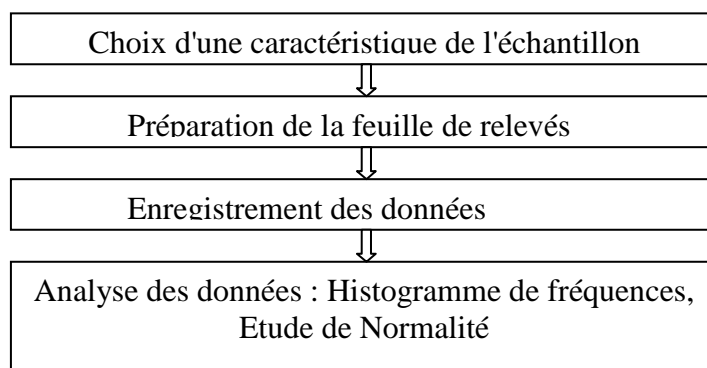 Choix d'une caractéristique de l'échantillon
Préparation de la feuille de relevés
Enregistrement des données
Analyse des données : Histogramme de fréquences,
Etude de Normalité